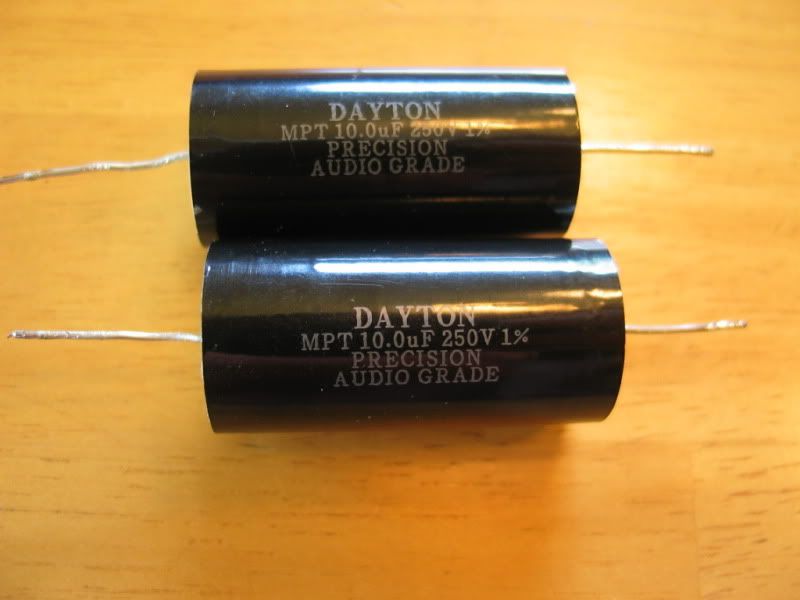 DAYTON
MPT 10.0uF 250V 1%
PRECISION
AUDIO GRADE
DAYTON
MPT 10.0uF 250V 1%
PRECISION
AUDIO GRADE